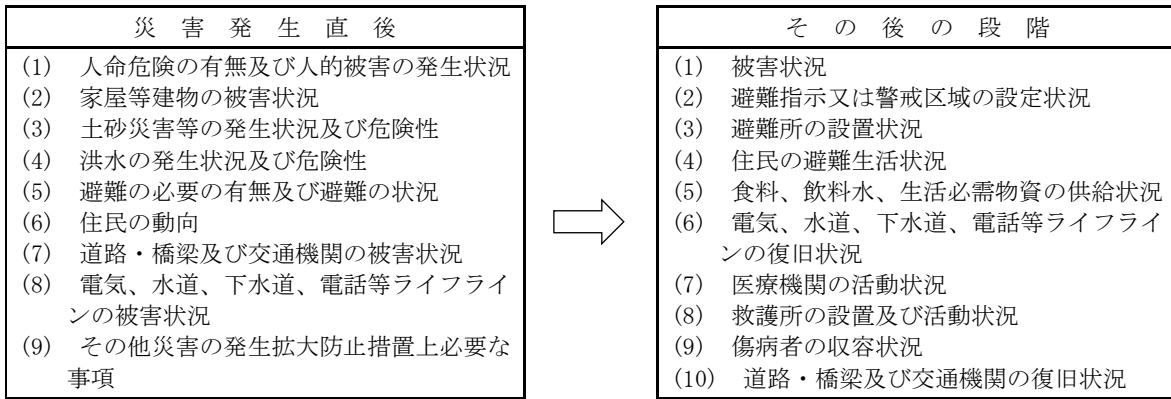 災害発生直後
(1) 人命危険の有無及び人的被害の発生状況
(2) 家屋等建物の被害状況
(3) 土砂災害等の発生状況及び危険性
(4) 洪水の発生状況及び危険性
(5) 避難の必要の有無及び避難の状況
(6) 住民の動向
(7) 道路・橋梁及び交通機関の被害状況
(8) 電気、水道、下水道、電話等ライフライ
ンの被害状況
(9) その他災害の発生拡大防止措置上必要な
事項
その後の段階
(1) 被害状況
(2) 避難指示又は警戒区域の設定状況
(3) 避難所の設置状況
(4) 住民の避難生活状況
(5) 食料、飲料水、生活必需物資の供給状況
(6) 電気、水道、下水道、電話等ライフライ
ンの復旧状況
(7) 医療機関の活動状況
(8) 救護所の設置及び活動状況
(9) 傷病者の収容状況
(10) 道路・橋梁及び交通機関の復旧状況